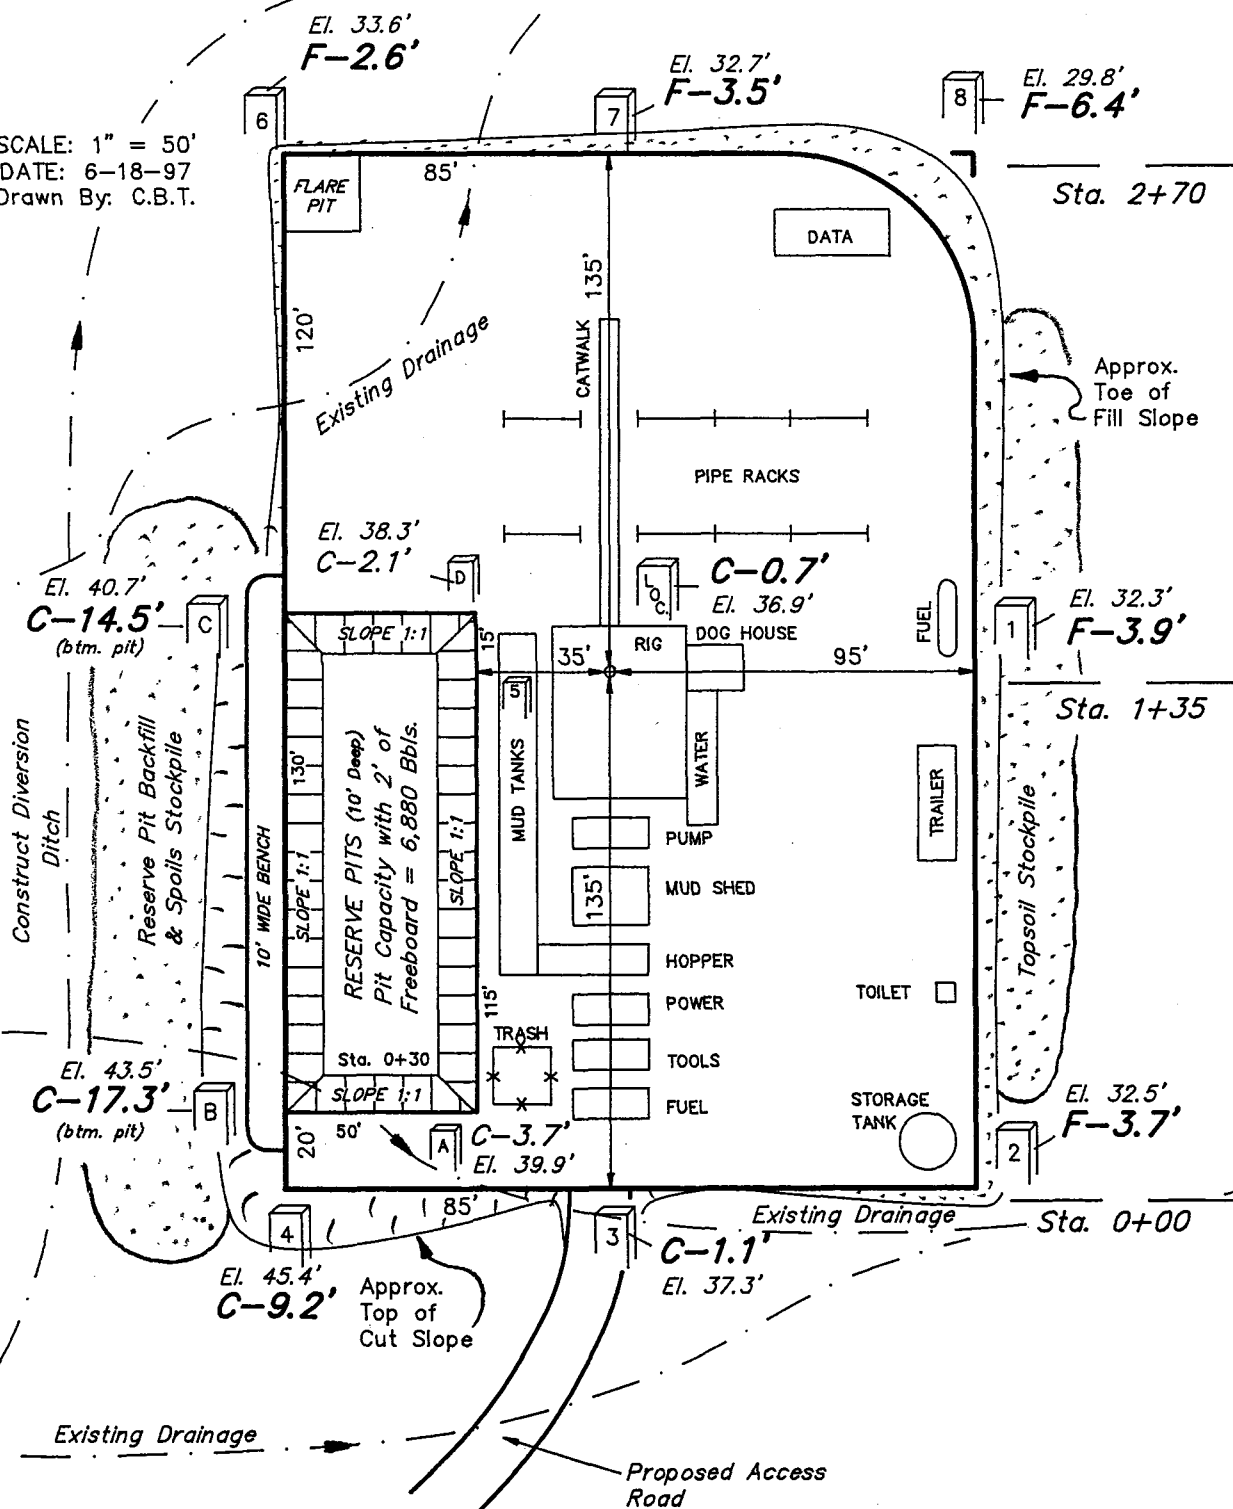 El. 33.6'
F-2.6'
El. 32.7'
F-3.5'
El. 29.8'
F-6.4'
6
7
8
SCALE: 1" = 50'
DATE: 6-18-97
Drawn By: C.B.T.
FLARE
PIT
85'
Sta. 2+70
DATA
135'
120'
CATWALK
Existing Drainage
Approx.
Toe of
Fill Slope
PIPE RACKS
El. 38.3'
C-2.1'
D
L
O
C.
C-0.7'
El. 36.9'
El. 40.7'
C-14.5'
(btm. pit)
C
FUEL
1
El. 32.3'
F-3.9'
SLOPE 1:1
15'
RIG
DOG HOUSE
35'
95'
5
Sta. 1+35
Construct Diversion
Ditch
Reserve Pit Backfill
& Spoils Stockpile
10' WIDE BENCH
130'
SLOPE 1:1
RESERVE PITS (10' Deep)
Pit Capacity with 2' of
Freeboard = 6,880 Bbls.
SLOPE 1:1
MUD TANKS
WATER
TRAILER
Topsoil Stockpile
PUMP
MUD SHED
135'
HOPPER
POWER
TOILET
115'
TRASH
TOOLS
Sta. 0+30
SLOPE 1:1
FUEL
STORAGE
TANK
El. 43.5'
C-17.3'
(btm. pit)
B
20'
50'
A
C-3.7'
El. 39.9'
El. 32.5'
F-3.7'
2
85'
4
3
Existing Drainage
Sta. 0+00
C-1.1'
El. 37.3'
El. 45.4'
C-9.2'
Approx.
Top of
Cut Slope
Existing Drainage
Proposed Access
Road